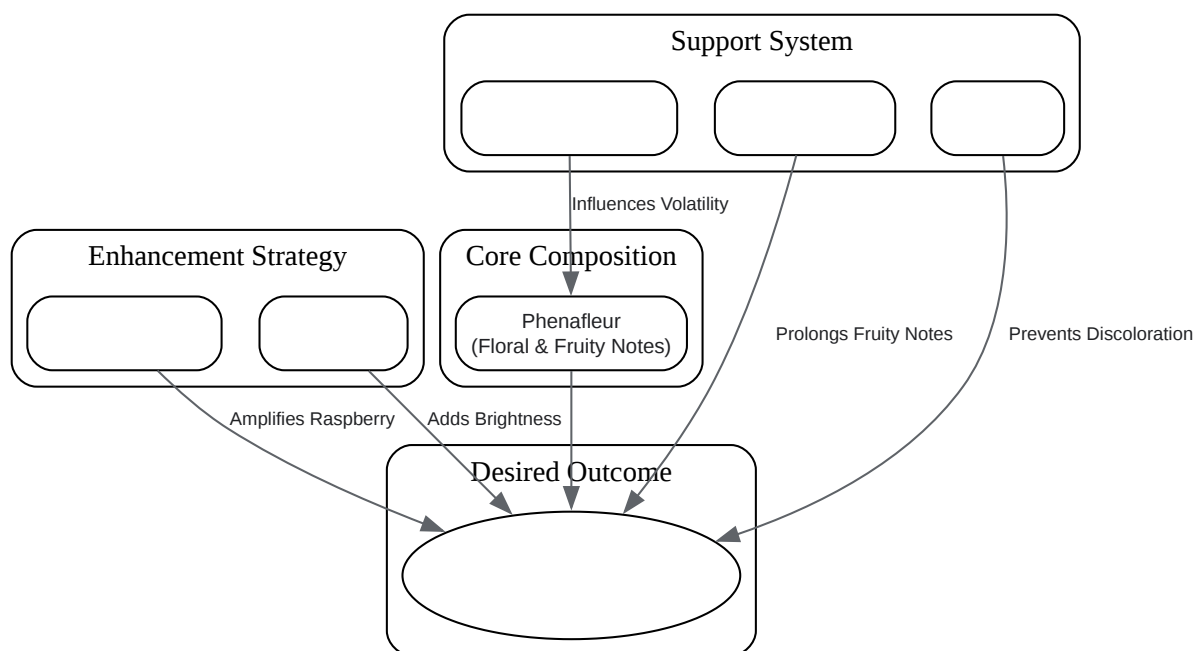 Support System
Influences Volatility
Enhancement Strategy
Core Composition
Phenafleur
(Floral & Fruity Notes)
Prolongs Fruity Notes
Prevents Discoloration
Amplifies Raspberry
Adds Brightness
Desired Outcome